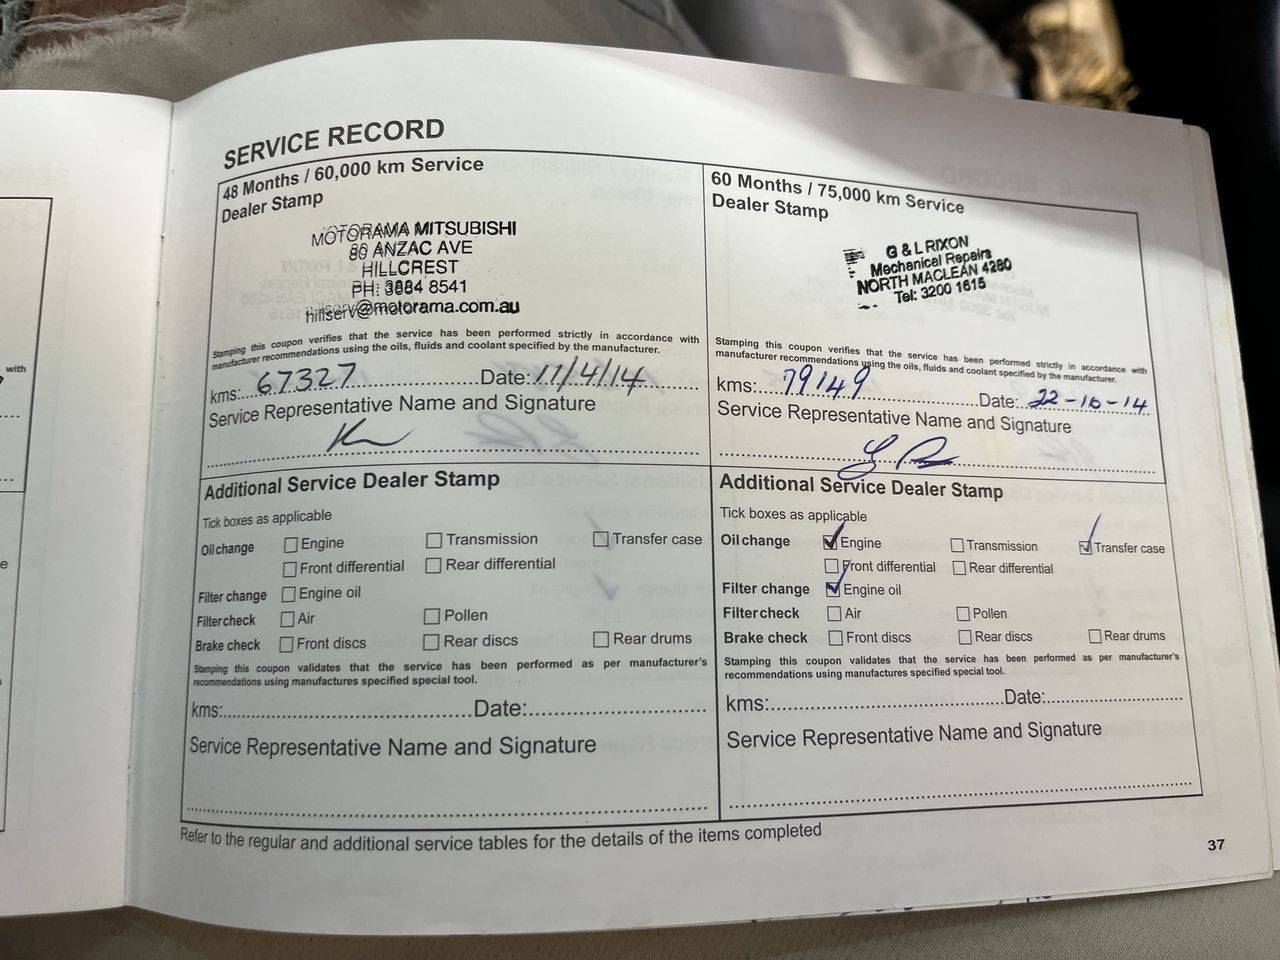 SERVICE RECORD
48 Months / 60,000 km Service
Dealer Stamp
MOTORAMA MITSUBISHI
80 ANZAC AVE
HILLCREST
PH: 3884 8541
hillserv@motorama.com.au
Stamping this coupon verifies that the service has been performed strictly in accordance with
manufacturer recommendations using the oils, fluids and coolant specified by the manufacturer.
kms: 67327 Date: 11/4/14
Service Representative Name and Signature
Additional Service Dealer Stamp
Tick boxes as applicable
Oil change Engine Transmission Transfer case
Front differential Rear differential
Filter change Engine oil
Filter check Air Pollen
Brake check Front discs Rear discs Rear drums
Stamping this coupon validates that the service has been performed as per manufacturer's
recommendations using manufactures specified special tool.
kms: Date:
Service Representative Name and Signature
60 Months / 75,000 km Service
Dealer Stamp
G & L RIXON
Mechanical Repairs
NORTH MACLEAN 4280
Tel: 3200 1615
Stamping this coupon verifies that the service has been performed strictly in accordance with
manufacturer recommendations using the oils, fluids and coolant specified by the manufacturer.
kms: 79149 Date: 22-10-14
Service Representative Name and Signature
Additional Service Dealer Stamp
Tick boxes as applicable
Oil change Engine Transmission Transfer case
Front differential Rear differential
Filter change Engine oil
Filter check Air Pollen
Brake check Front discs Rear discs Rear drums
Stamping this coupon validates that the service has been performed as per manufacturer's
recommendations using manufactures specified special tool.
kms: Date:
Service Representative Name and Signature
Refer to the regular and additional service tables for the details of the items completed
37
with